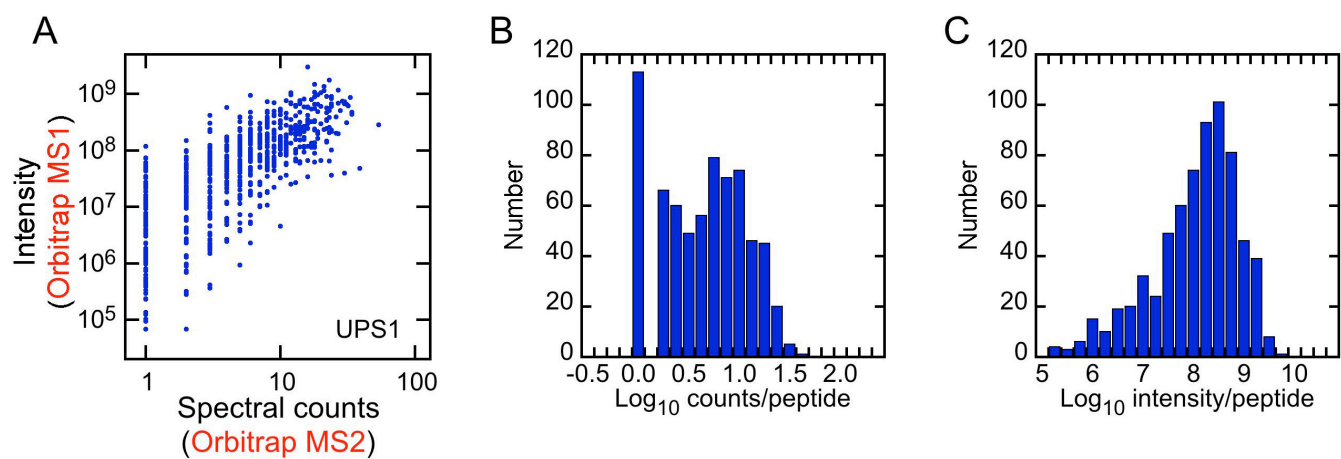 A
Intensity
(Orbitrap MS1)
10⁹
10⁸
10⁷
10⁶
10⁵
UPS1
1 10 100
Spectral counts
(Orbitrap MS2)
B
Number
120
100
80
60
40
20
0
-0.5 0.0 0.5 1.0 1.5 2.0
Log₁₀ counts/peptide
C
Number
120
100
80
60
40
20
0
5 6 7 8 9 10
Log₁₀ intensity/peptide